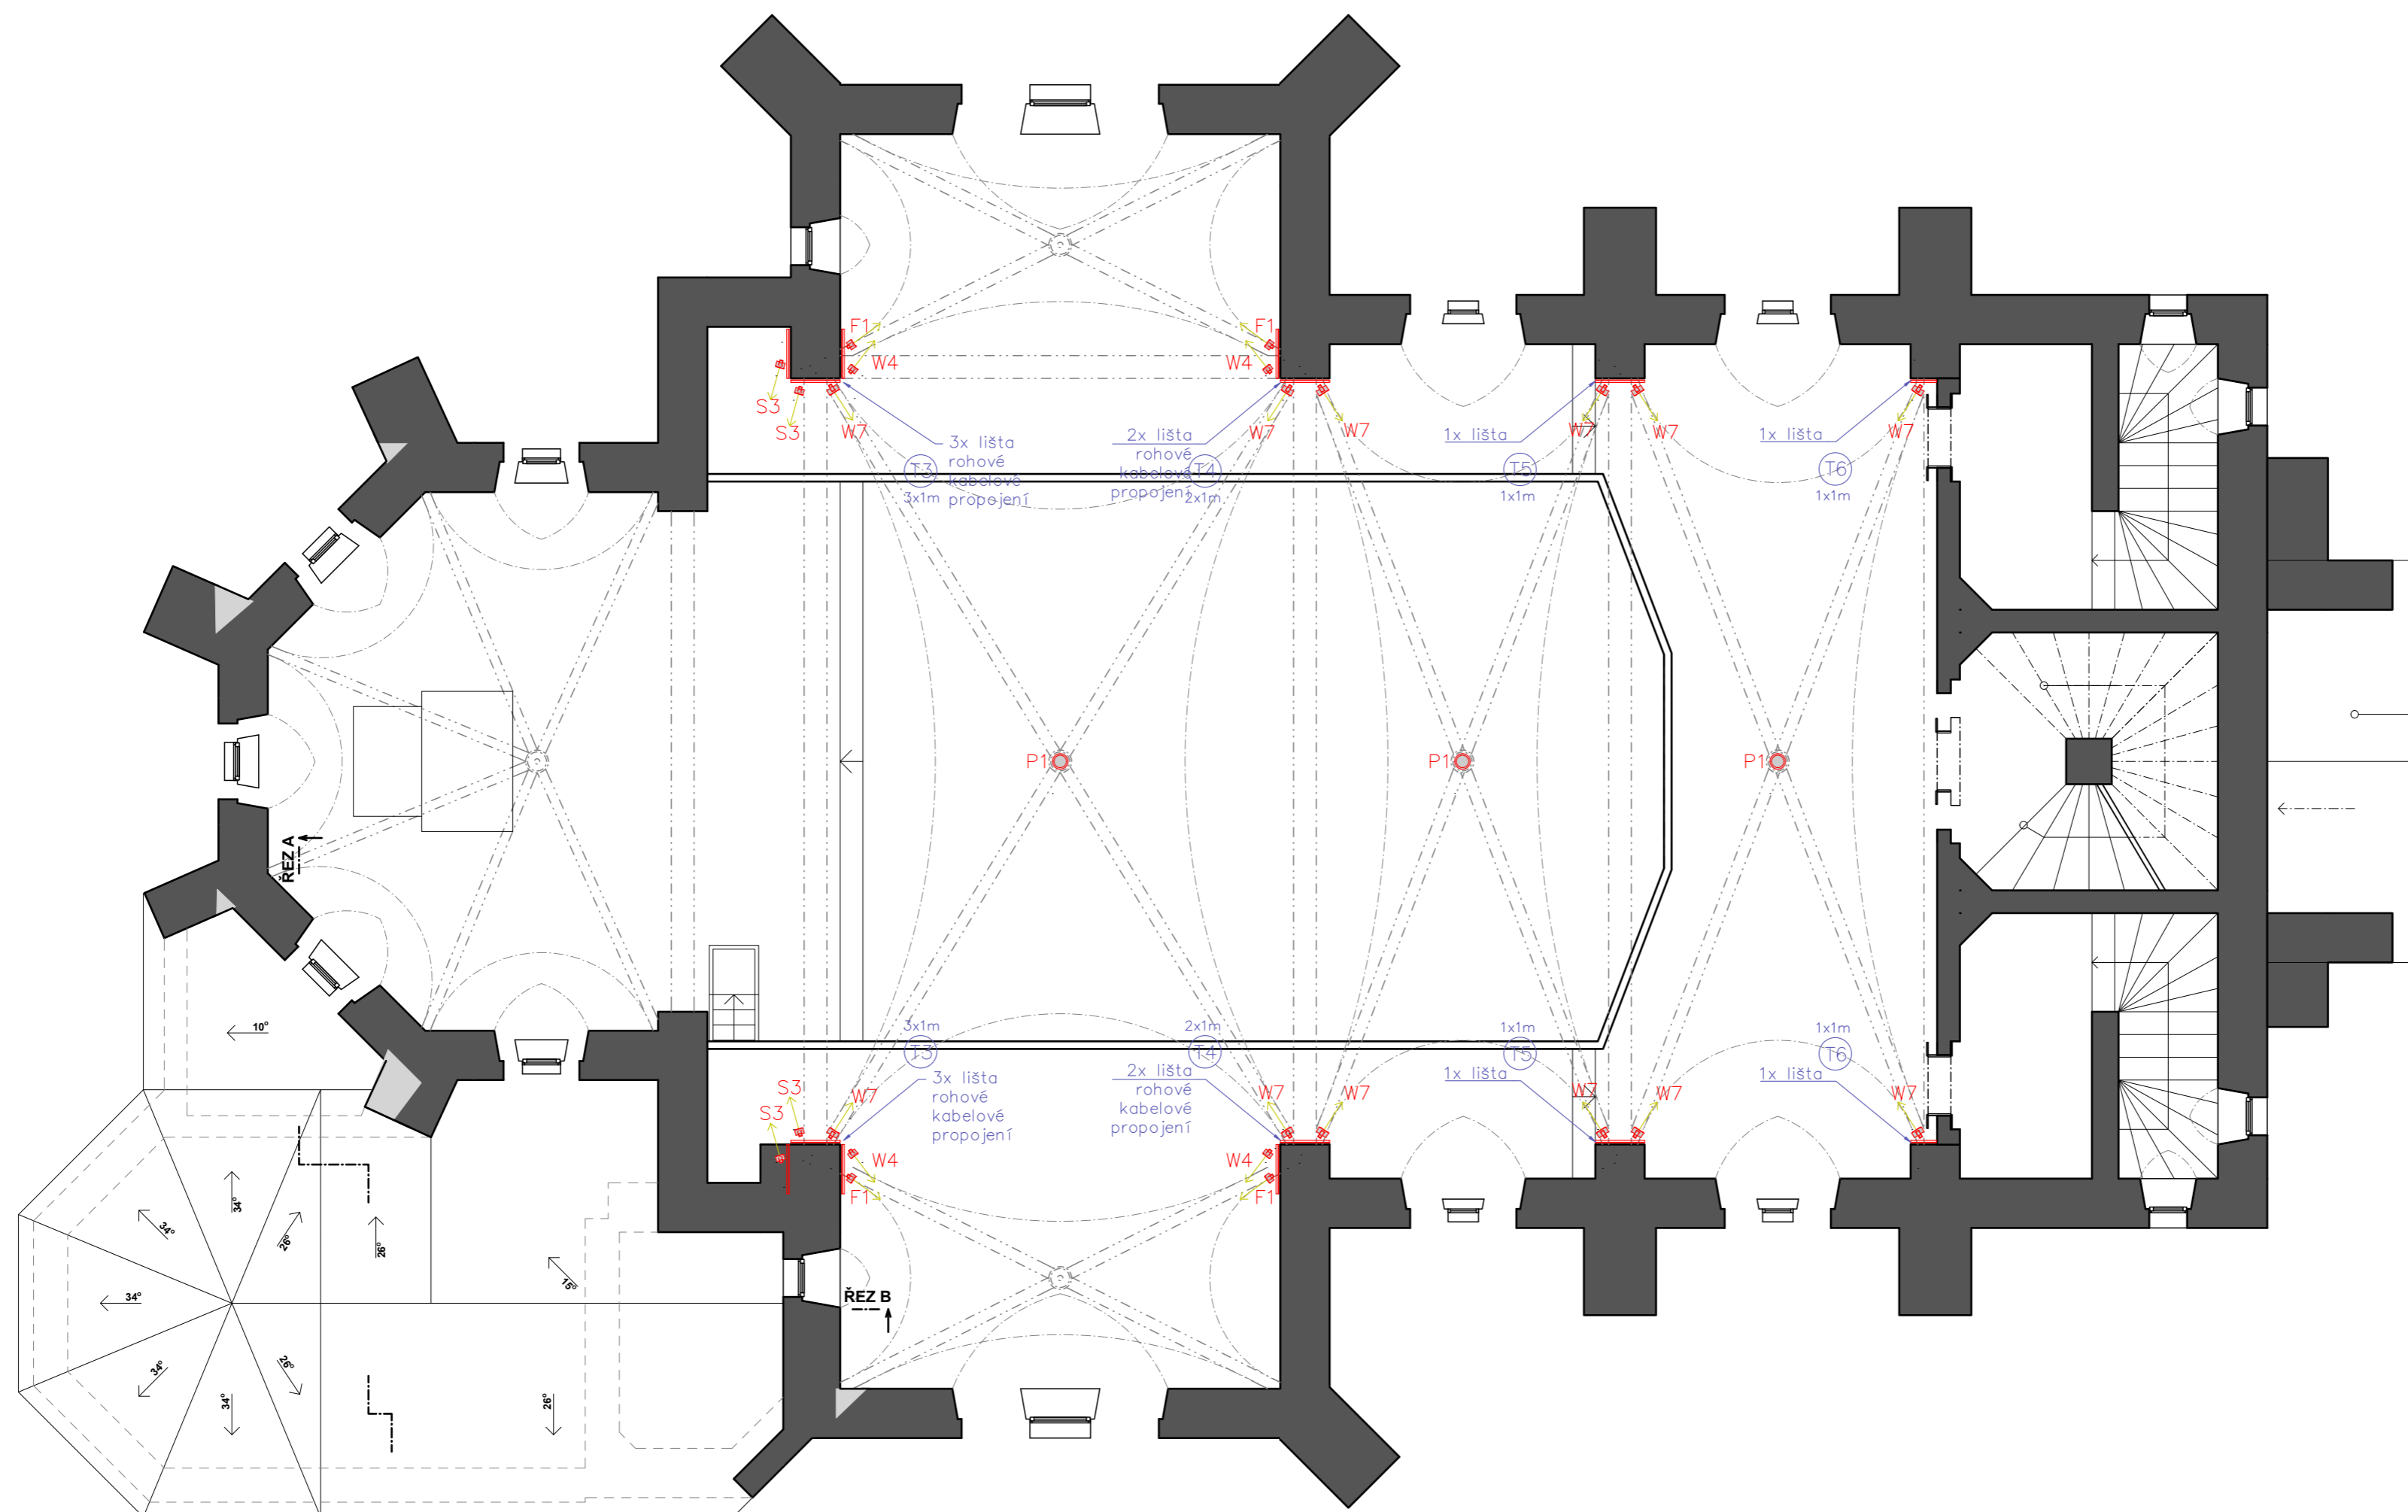 F1
F1
W4
W4
S3
S3
W7
W7
W7
W7
W7
W7
3x lišta
rohové
kabelové
propojení
2x lišta
rohové
kabelové
propojení
1x lišta
1x lišta
T3
3x1m
T4
2x1m
T5
1x1m
T6
1x1m
P1
P1
P1
ŘEZ A
10°
3x1m
T3
2x1m
T4
1x1m
T5
1x1m
T6
3x lišta
rohové
kabelové
propojení
2x lišta
rohové
kabelové
propojení
1x lišta
1x lišta
S3
S3
W7
W7
W7
W7
W7
W7
W4
W4
F1
F1
34°
34°
26°
26°
15°
34°
ŘEZ B
34°
26°
34°
26°